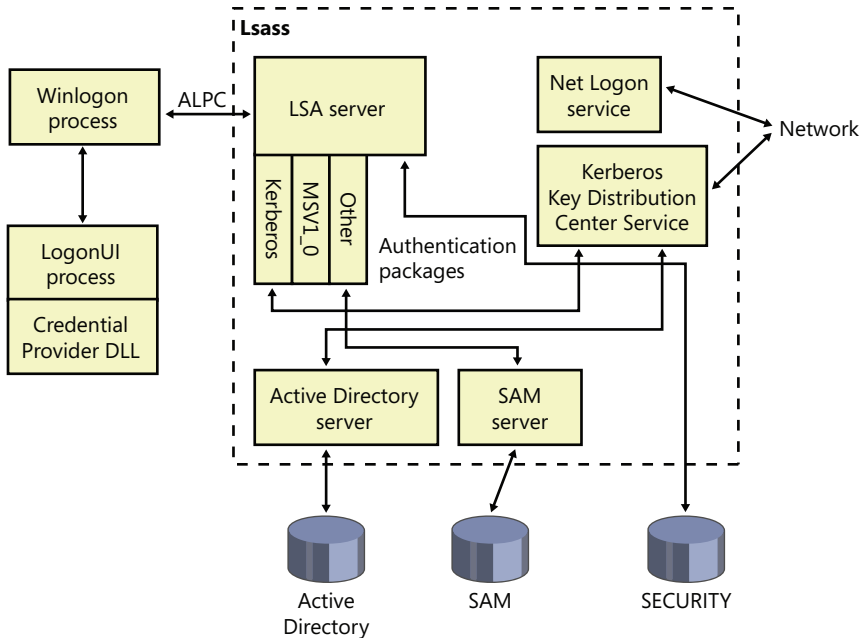 Lsass
Winlogon
process
ALPC
LSA server
Kerberos
MSV1_0
Other
Authentication
packages
Net Logon
service
Network
Kerberos
Key Distribution
Center Service
LogonUI
process
Credential
Provider DLL
Active Directory
server
SAM
server
Active
Directory
SAM
SECURITY